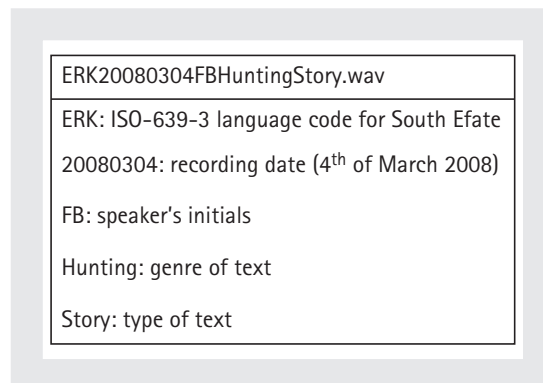 ERK20080304FBHuntingStory.wav
ERK: ISO-639-3 language code for South Efate
20080304: recording date (4th of March 2008)
FB: speaker's initials
Hunting: genre of text
Story: type of text